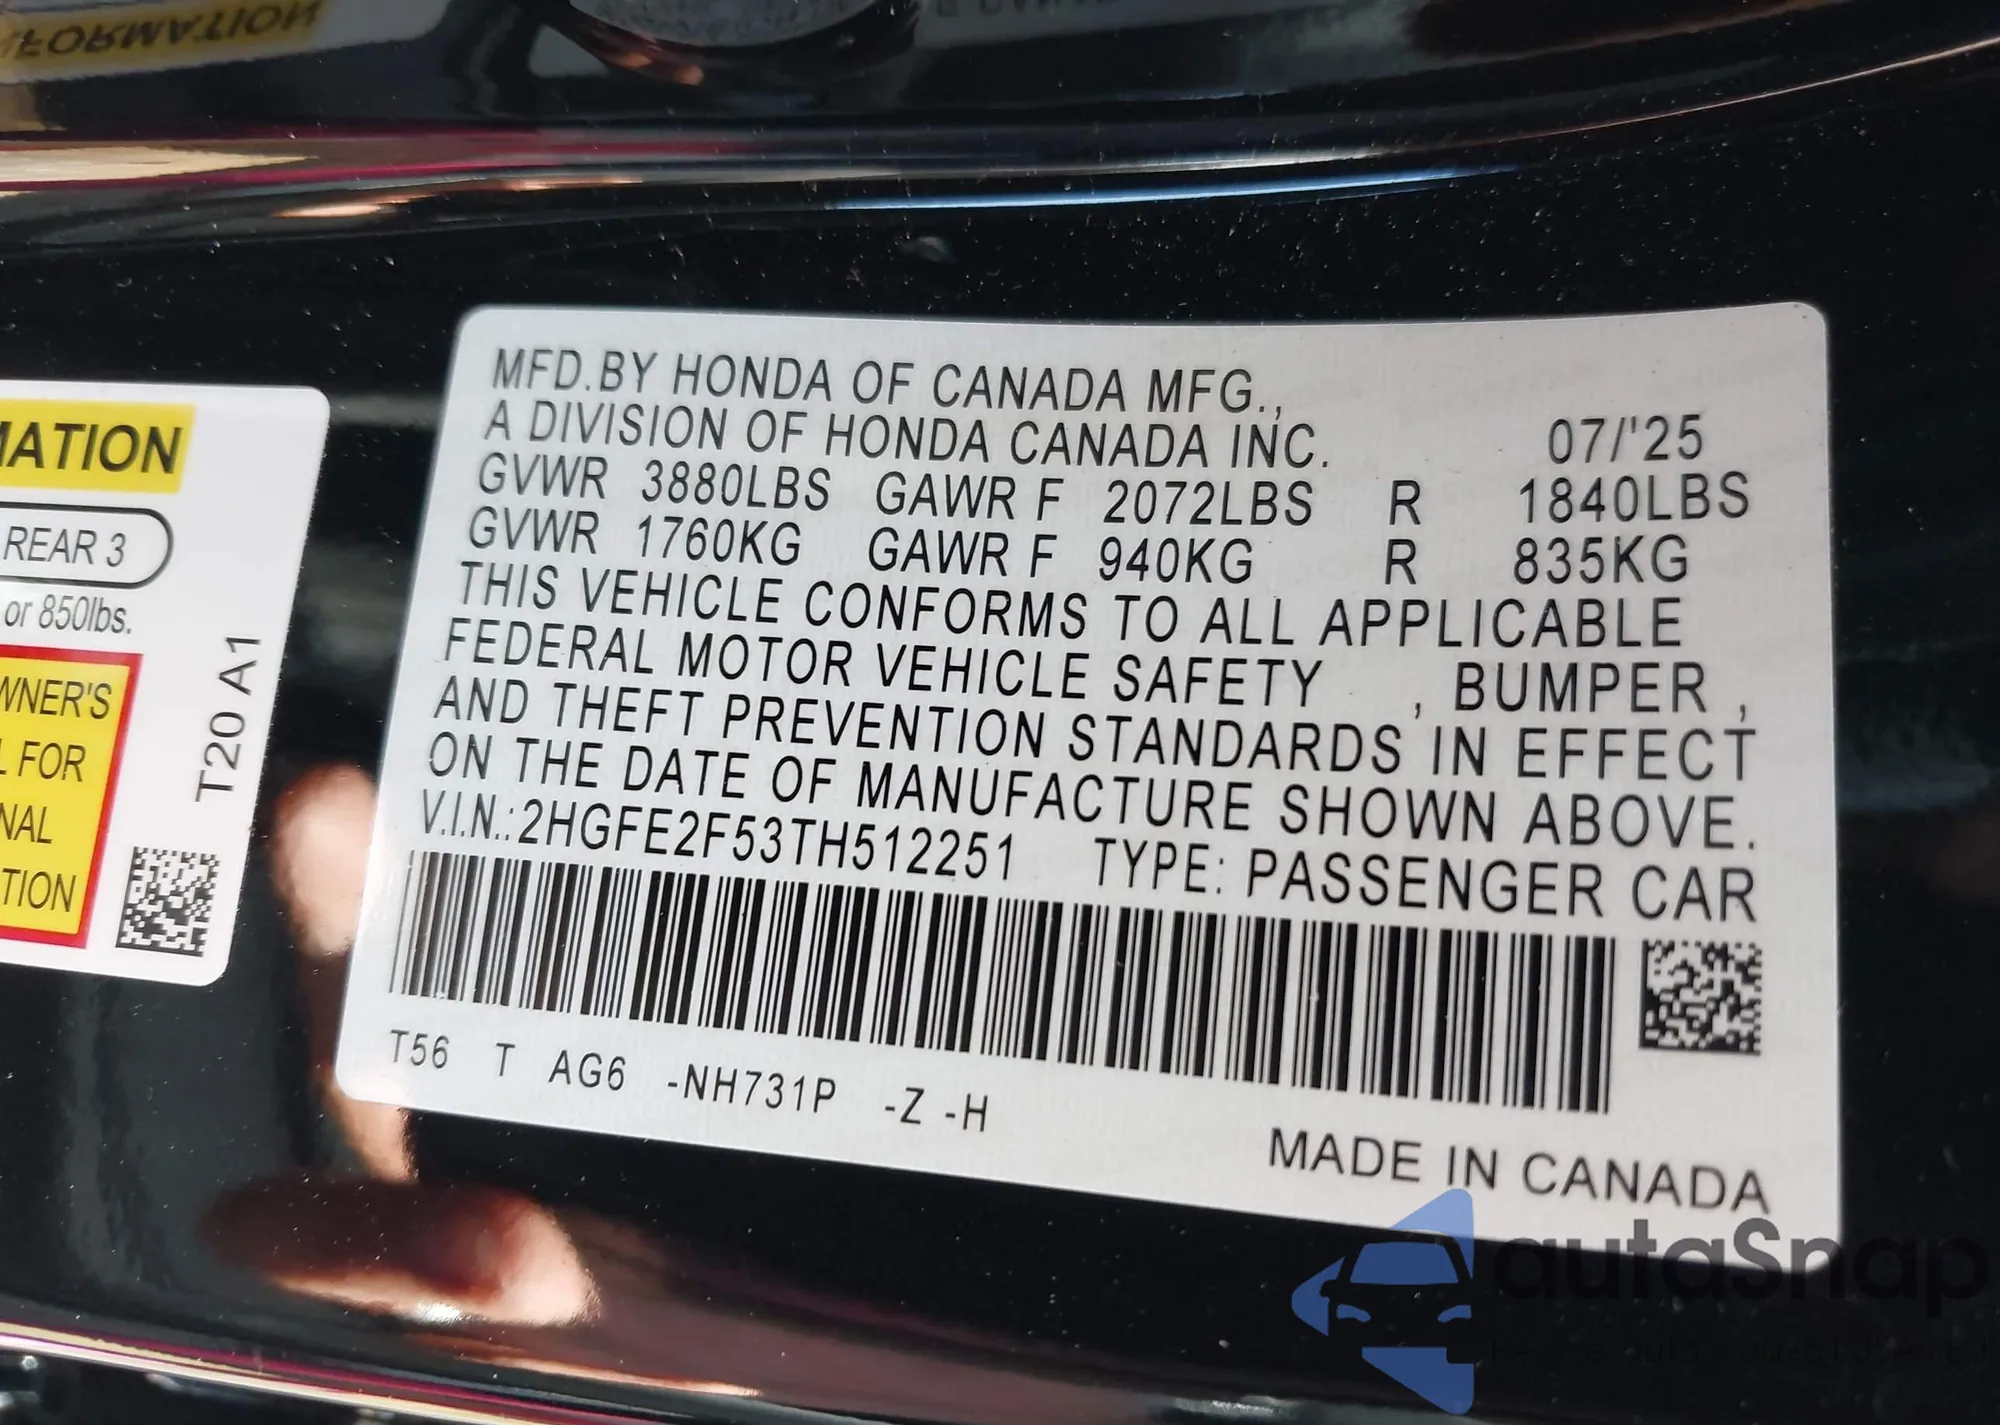 MATION
REAR 3
or 850lbs.
WNER'S
L FOR
NAL
TION
T20 A1
MFD.BY HONDA OF CANADA MFG.,
A DIVISION OF HONDA CANADA INC. 07/'25
GVWR 3880LBS GAWR F 2072LBS R 1840LBS
GVWR 1760KG GAWR F 940KG R 835KG
THIS VEHICLE CONFORMS TO ALL APPLICABLE
FEDERAL MOTOR VEHICLE SAFETY , BUMPER ,
AND THEFT PREVENTION STANDARDS IN EFFECT
ON THE DATE OF MANUFACTURE SHOWN ABOVE.
V.I.N.:2HGFE2F53TH512251 TYPE: PASSENGER CAR
T56 T AG6 -NH731P -Z -H
MADE IN CANADA
autaSnap